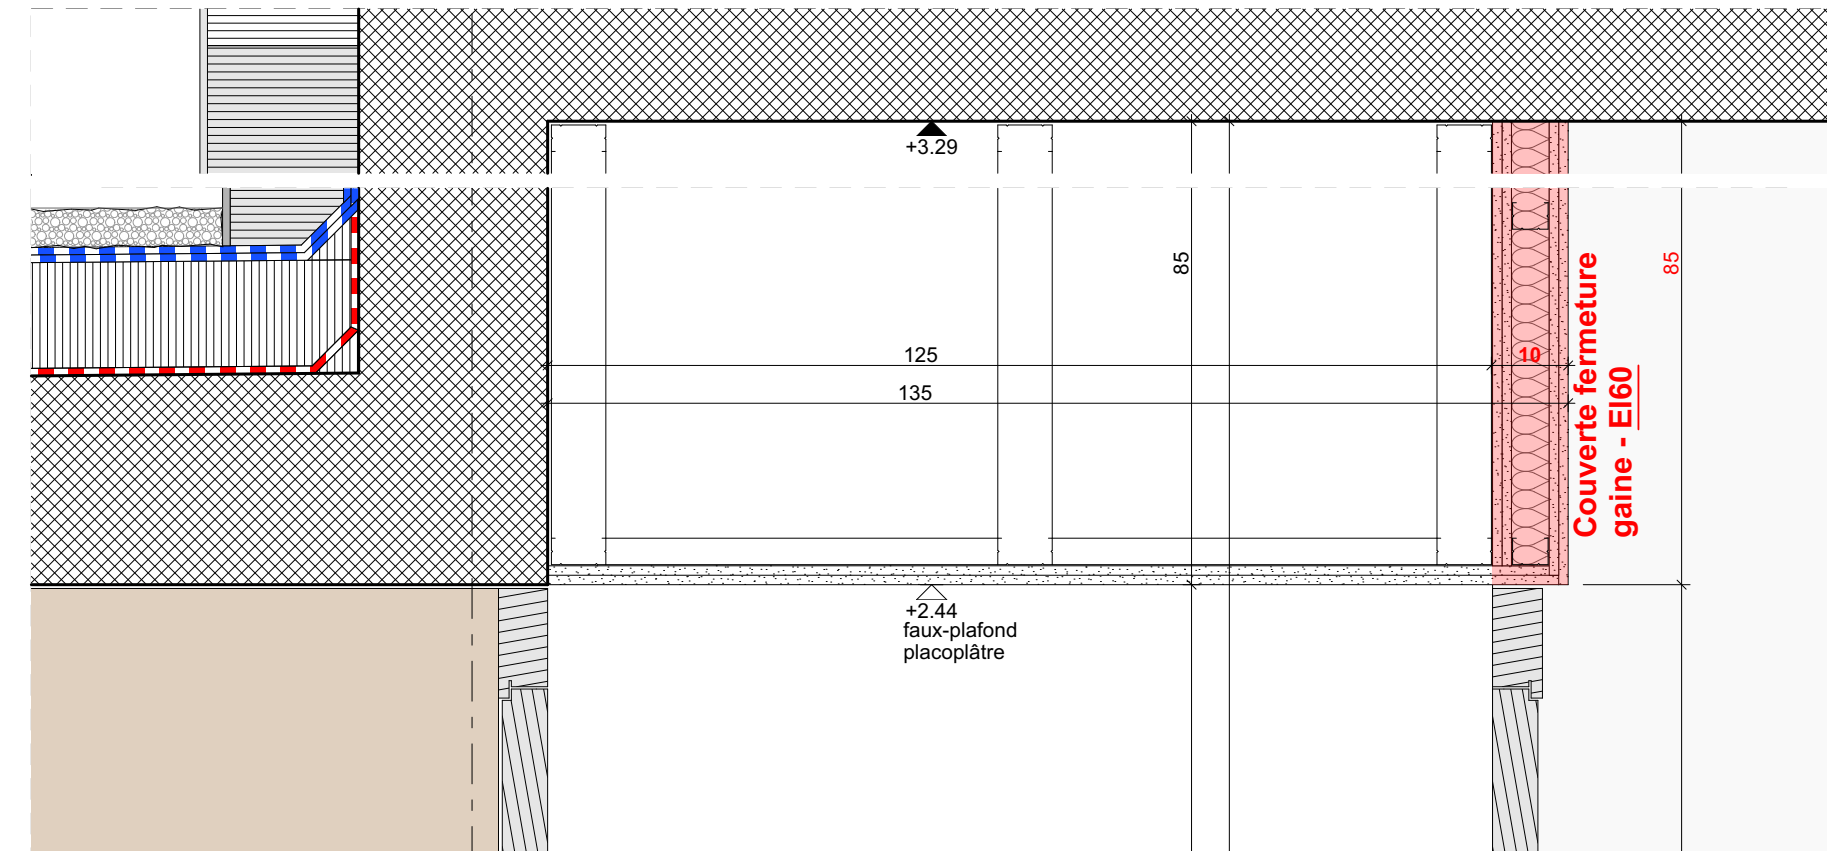 +3.29
85
85
125
10
135
Couverte fermeture
gaine - EI60
+2.44
faux-plafond
placoplâtre